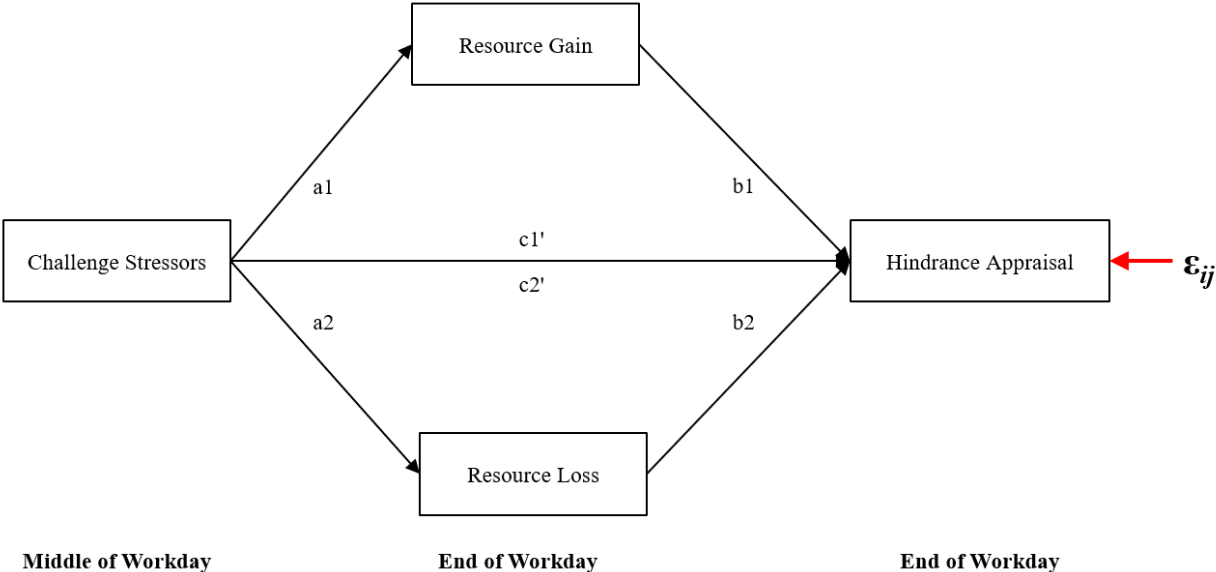 Resource Gain
a1
b1
Challenge Stressors
c1'
c2'
Hindrance Appraisal
εij
a2
b2
Resource Loss
Middle of Workday
End of Workday
End of Workday